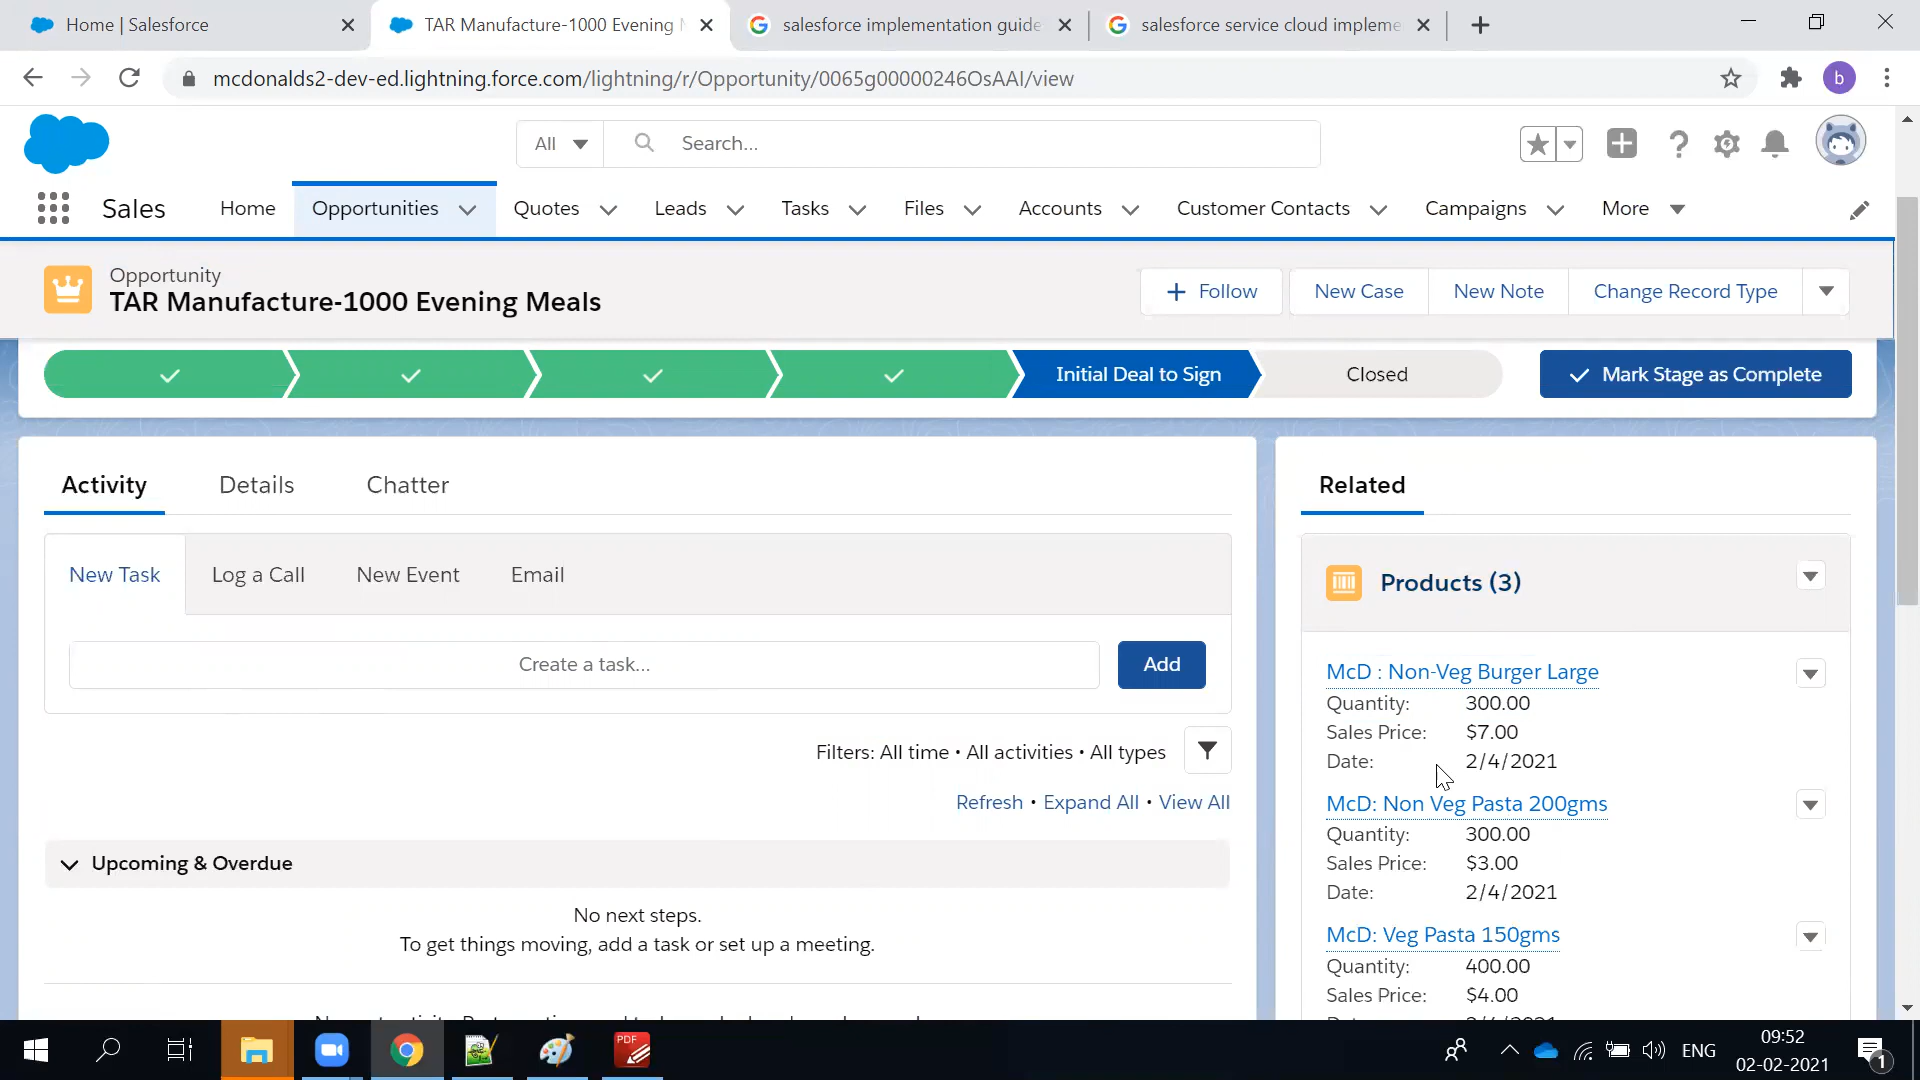 Home | Salesforce
TAR Manufacture-1000 Evening
salesforce implementation guide
salesforce service cloud impleme
mcdonalds2-dev-ed.lightning.force.com/lightning/r/Opportunity/0065g00000246OsAAI/view
b
All
Search...
Sales
Home
Opportunities
Quotes
Leads
Tasks
Files
Accounts
Customer Contacts
Campaigns
More
Opportunity
TAR Manufacture-1000 Evening Meals
Follow
New Case
New Note
Change Record Type
Initial Deal to Sign
Closed
Mark Stage as Complete
Activity
Details
Chatter
New Task
Log a Call
New Event
Email
Create a task...
Add
Filters: All time • All activities • All types
Refresh • Expand All • View All
Upcoming & Overdue
No next steps.
To get things moving, add a task or set up a meeting.
Related
Products (3)
McD : Non-Veg Burger Large
Quantity: 300.00
Sales Price: $7.00
Date: 2/4/2021
McD: Non Veg Pasta 200gms
Quantity: 300.00
Sales Price: $3.00
Date: 2/4/2021
McD: Veg Pasta 150gms
Quantity: 400.00
Sales Price: $4.00
PDF
ENG
09:52
02-02-2021
1